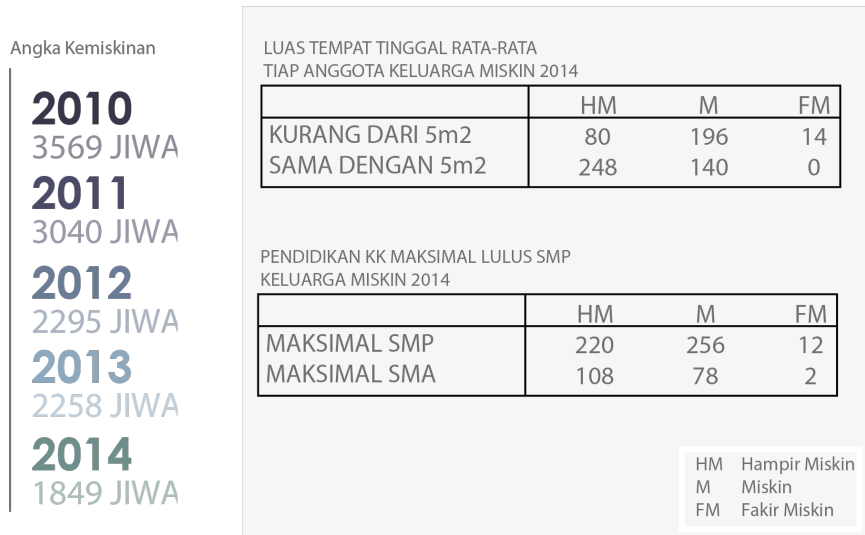 Angka Kemiskinan
2010
3569 JIWA
2011
3040 JIWA
2012
2295 JIWA
2013
2258 JIWA
2014
1849 JIWA
LUAS TEMPAT TINGGAL RATA-RATA
TIAP ANGGOTA KELUARGA MISKIN 2014
HM M FM
KURANG DARI 5m2 80 196 14
SAMA DENGAN 5m2 248 140 0
PENDIDIKAN KK MAKSIMAL LULUS SMP
KELUARGA MISKIN 2014
HM M FM
MAKSIMAL SMP 220 256 12
MAKSIMAL SMA 108 78 2
HM Hampir Miskin
M Miskin
FM Fakir Miskin